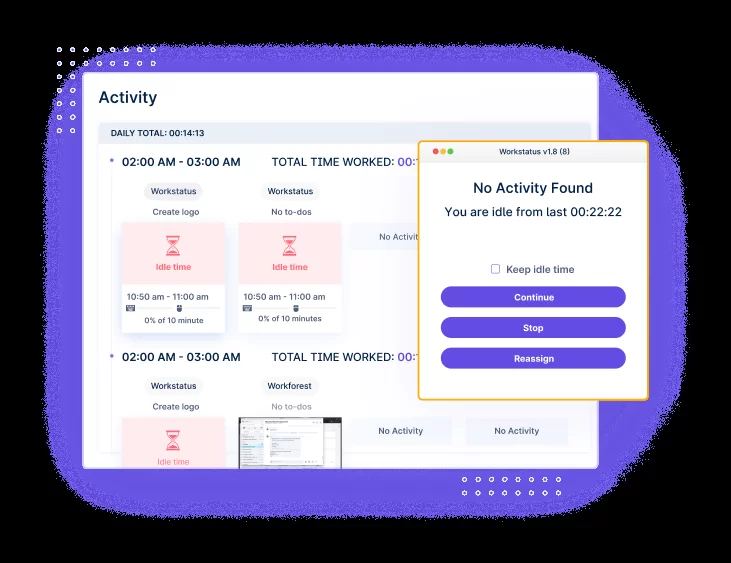 Activity
DAILY TOTAL: 00:14:13
02:00 AM - 03:00 AM TOTAL TIME WORKED: 00:
Workstatus Workstatus
Create logo No to-dos
Idle time Idle time
No Activit
10:50 am - 11:00 am 10:50 am - 11:00 am
0% of 10 minute 0% of 10 minutes
02:00 AM - 03:00 AM TOTAL TIME WORKED: 00:
Workstatus Workforest
Create logo No to-dos
Idle time
No Activity No Activity
Workstatus v1.8 (8)
No Activity Found
You are idle from last 00:22:22
Keep idle time
Continue
Stop
Reassign